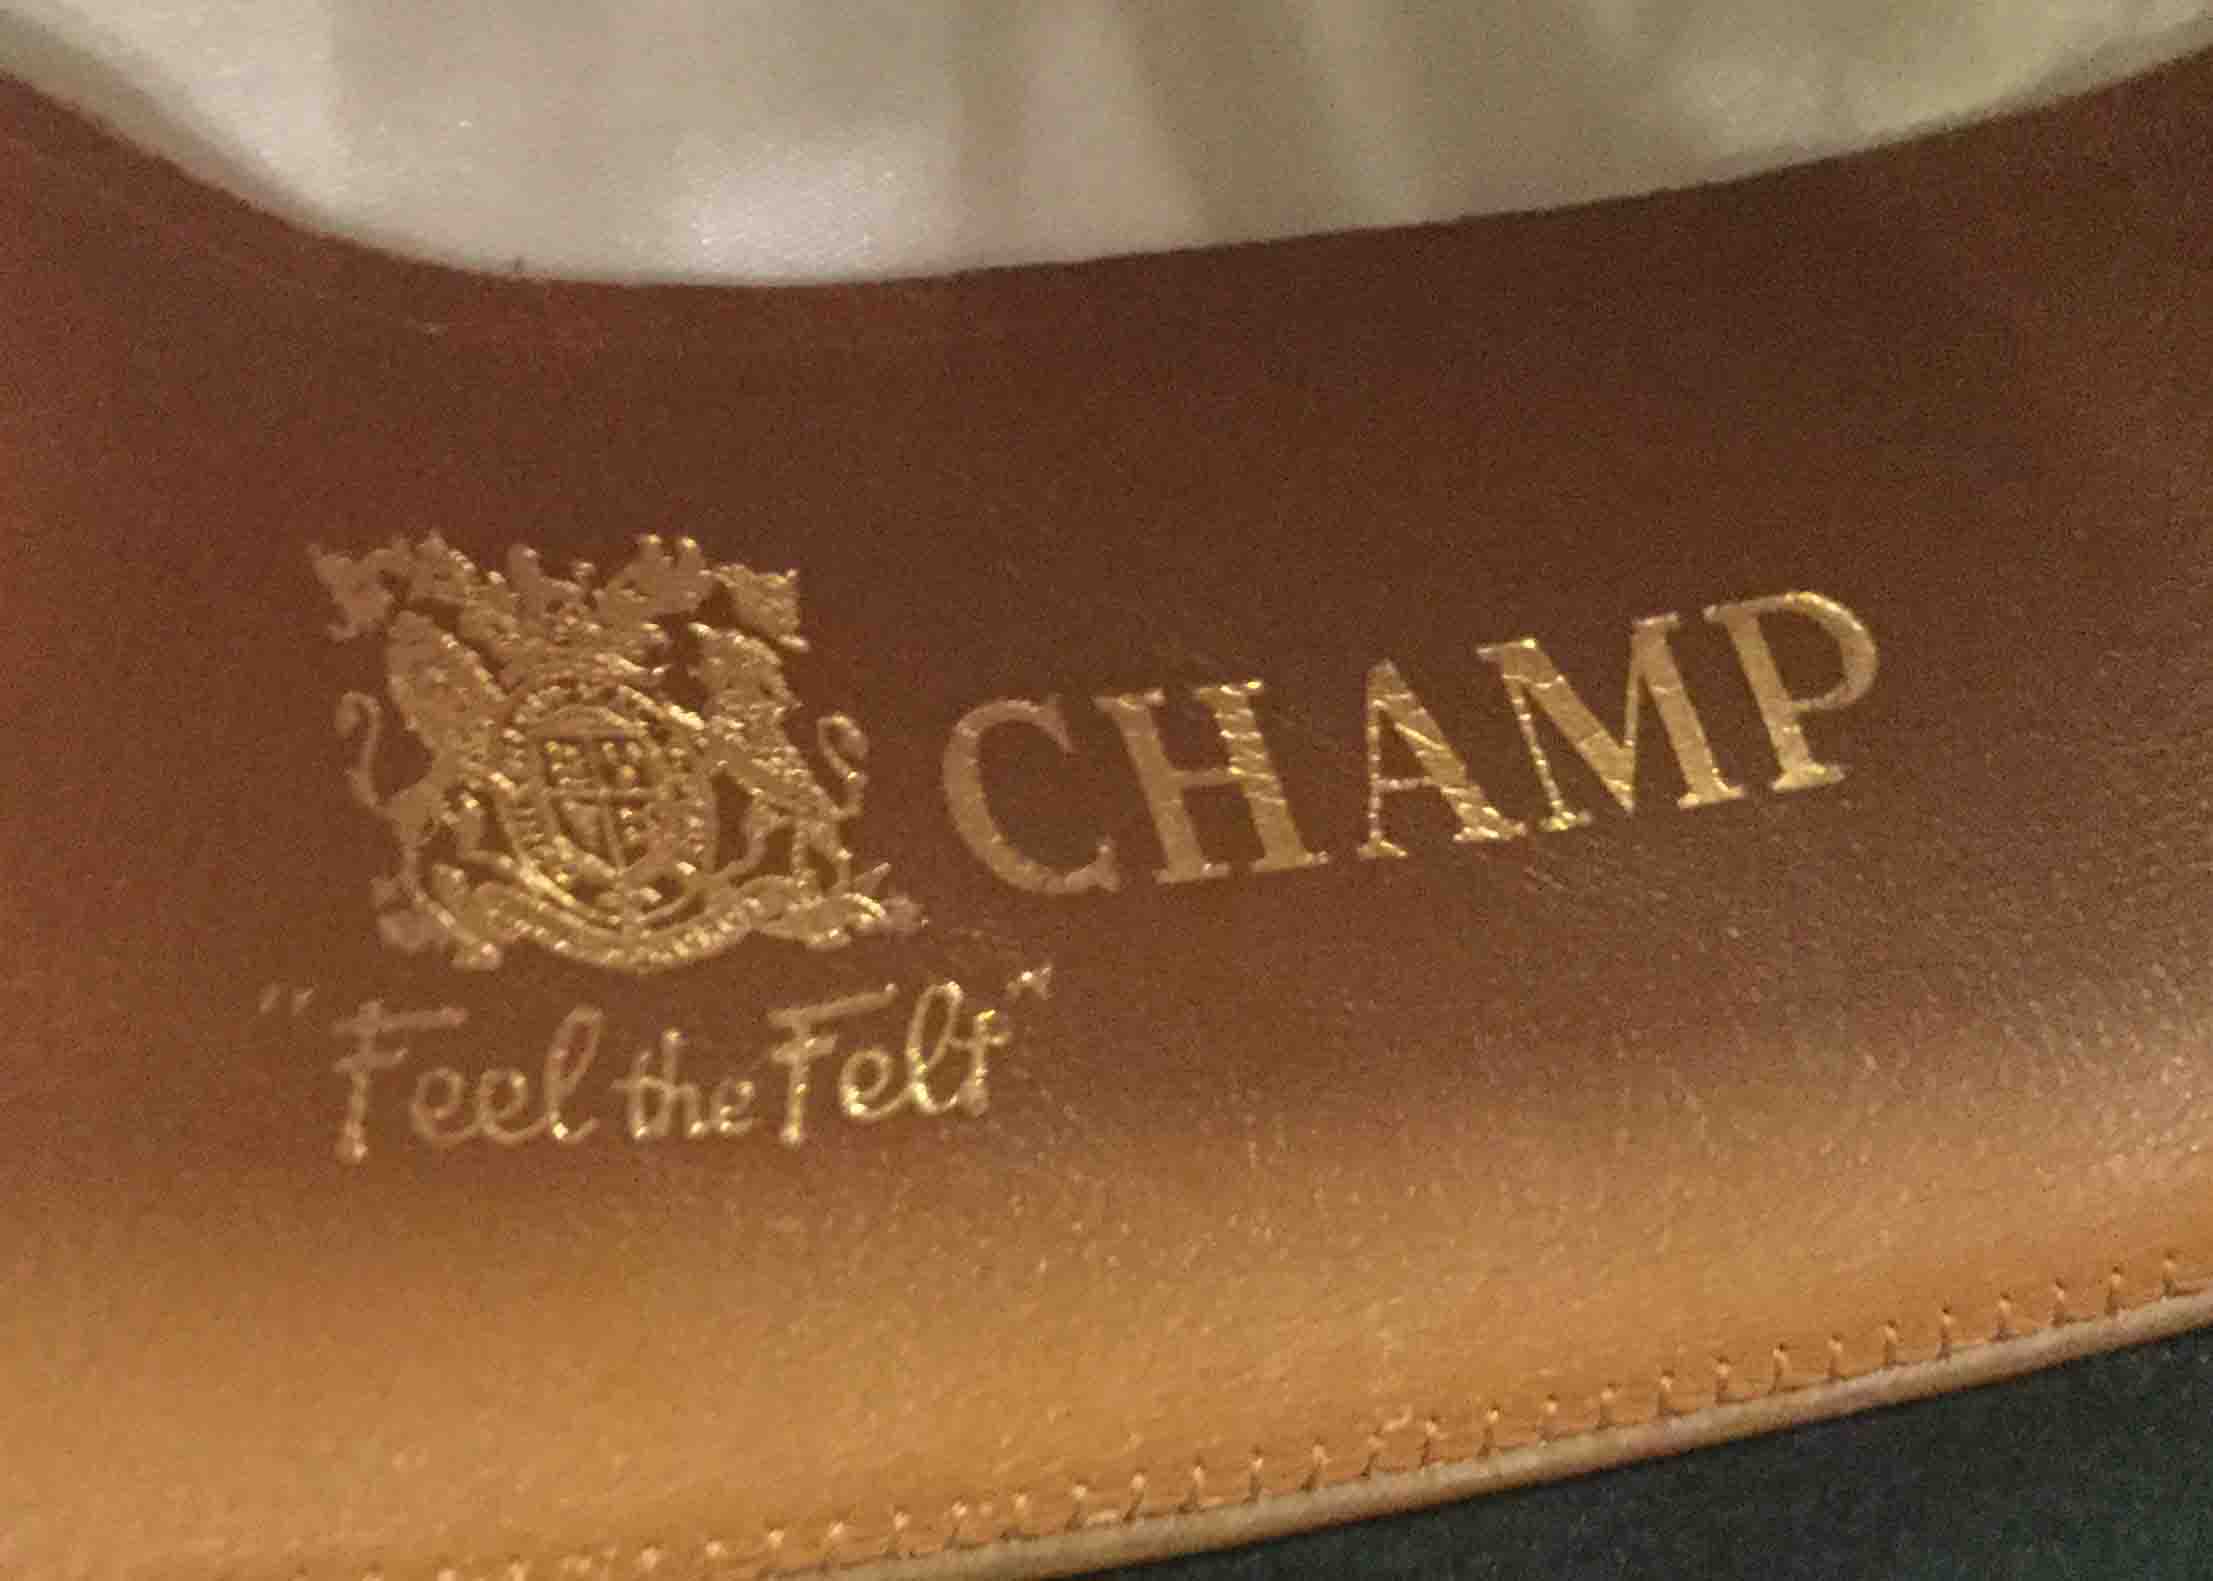 CHAMP
"Feel the Felt"